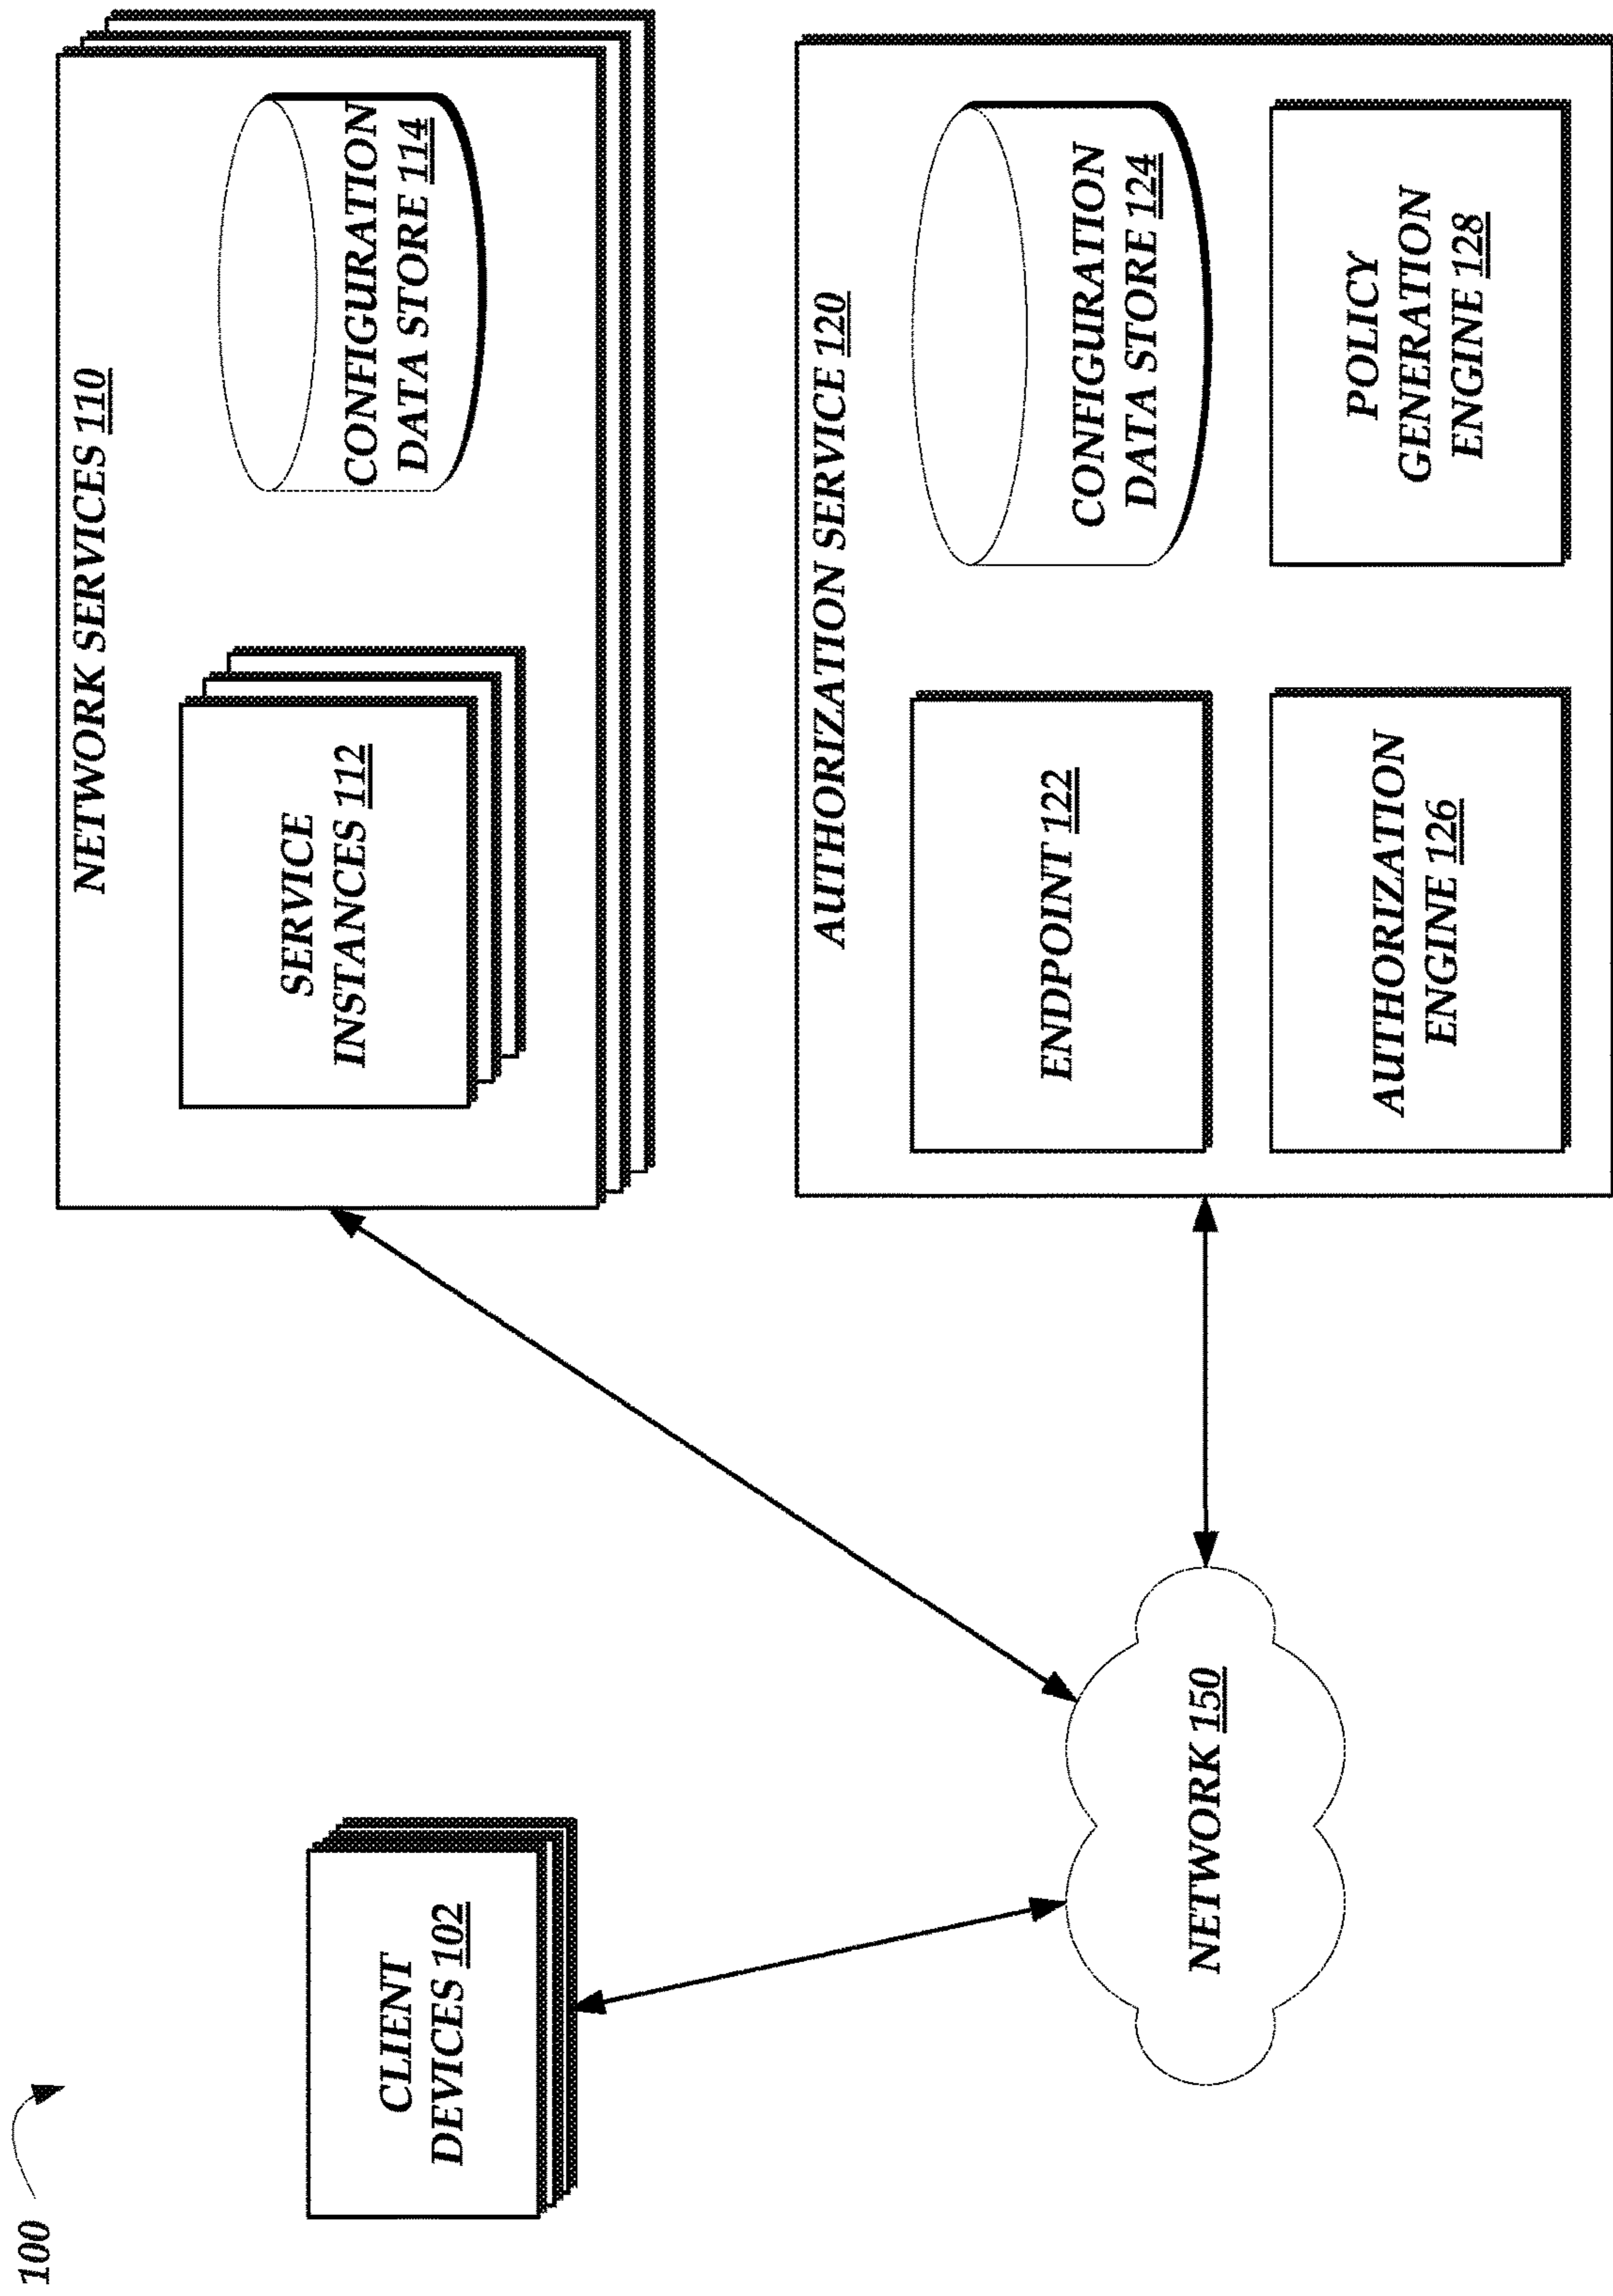 100
CLIENT
DEVICES 102
NETWORK 150
NETWORK SERVICES 110
SERVICE
INSTANCES 112
CONFIGURATION
DATA STORE 114
AUTHORIZATION SERVICE 120
ENDPOINT 122
CONFIGURATION
DATA STORE 124
AUTHORIZATION
ENGINE 126
POLICY
GENERATION
ENGINE 128